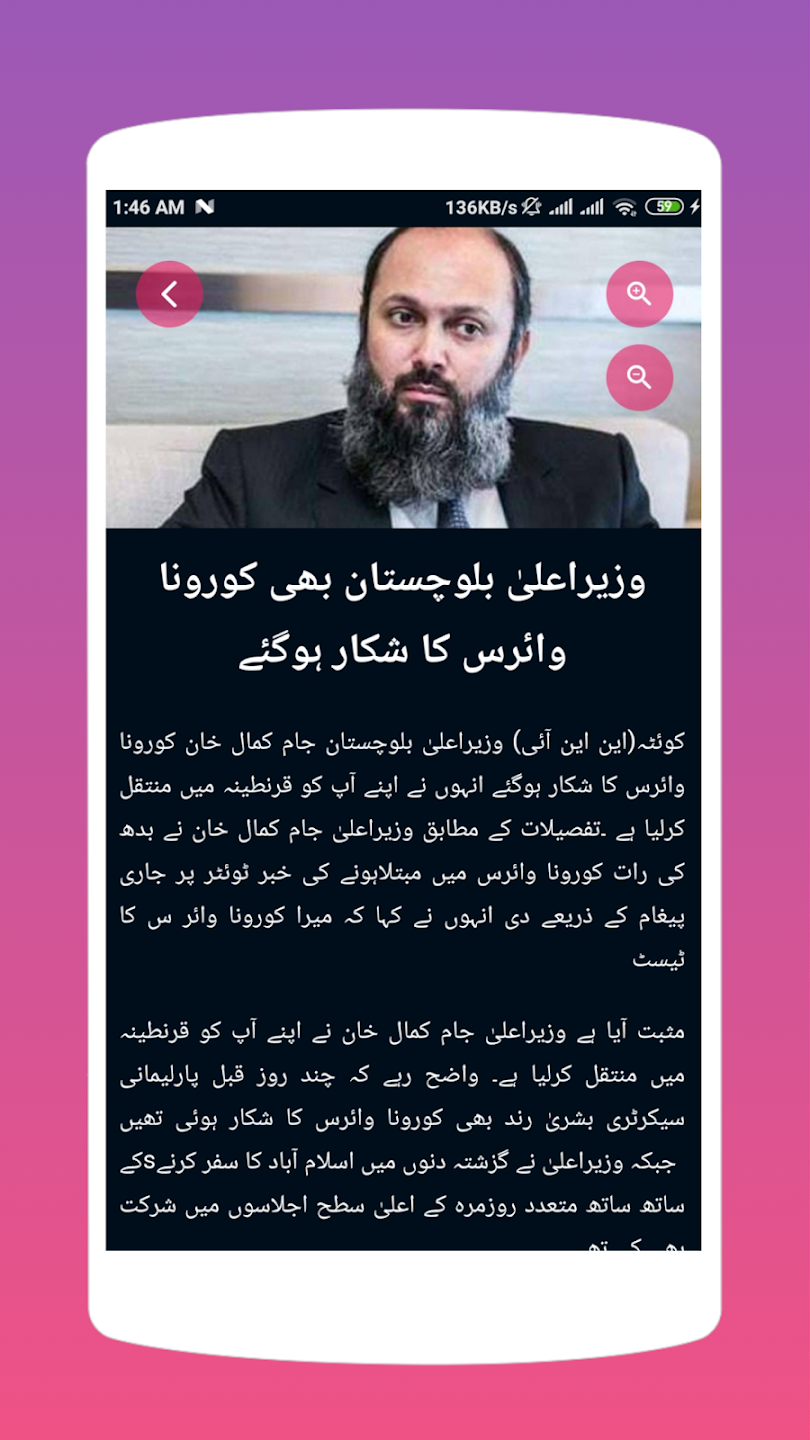 1:46 AM
136KB/s
59
وزیراعلیٰ بلوچستان بھی کورونا
وائرس کا شکار ہوگئے
کوئٹہ(این این آئی) وزیراعلیٰ بلوچستان جام کمال خان کورونا
وائرس کا شکار ہوگئے انہوں نے اپنے آپ کو قرنطینہ میں منتقل
کرلیا ہے ۔تفصیلات کے مطابق وزیراعلیٰ جام کمال خان نے بدھ
کی رات کورونا وائرس میں مبتلاہونے کی خبر ٹوئٹر پر جاری
پیغام کے ذریعے دی انہوں نے کہا کہ میرا کورونا وائر س کا
ٹیسٹ
مثبت آیا ہے وزیراعلیٰ جام کمال خان نے اپنے آپ کو قرنطینہ
میں منتقل کرلیا ہے۔ واضح رہے کہ چند روز قبل پارلیمانی
سیکرٹری بشریٰ رند بھی کورونا وائرس کا شکار ہوئی تھیں
جبکہ وزیراعلیٰ نے گزشتہ دنوں میں اسلام آباد کا سفر کرنےsکے
ساتھ ساتھ متعدد روزمرہ کے اعلیٰ سطح اجلاسوں میں شرکت